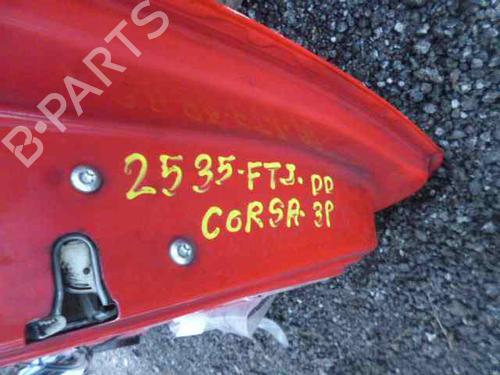 B-PARTS
2535-FTJ. DD
CORSA. 3P